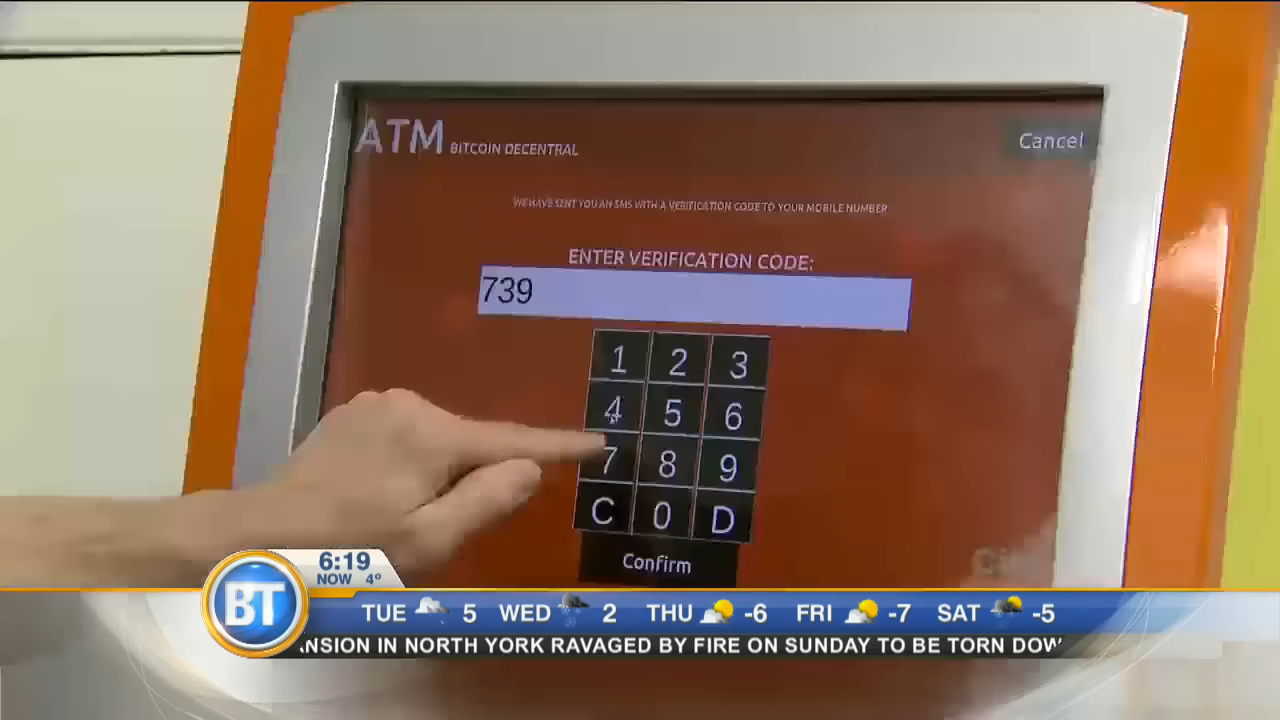 ATM BITCOIN DECENTRAL
Cancel
WE HAVE SENT YOU AN SMS WITH A VERIFICATION CODE TO YOUR MOBILE NUMBER
ENTER VERIFICATION CODE:
739
1 2 3
4 5 6
7 8 9
C 0 D
Confirm
6:19
NOW 4°
BT
TUE 5 WED 2 THU -6 FRI -7 SAT -5
NSION IN NORTH YORK RAVAGED BY FIRE ON SUNDAY TO BE TORN DOW